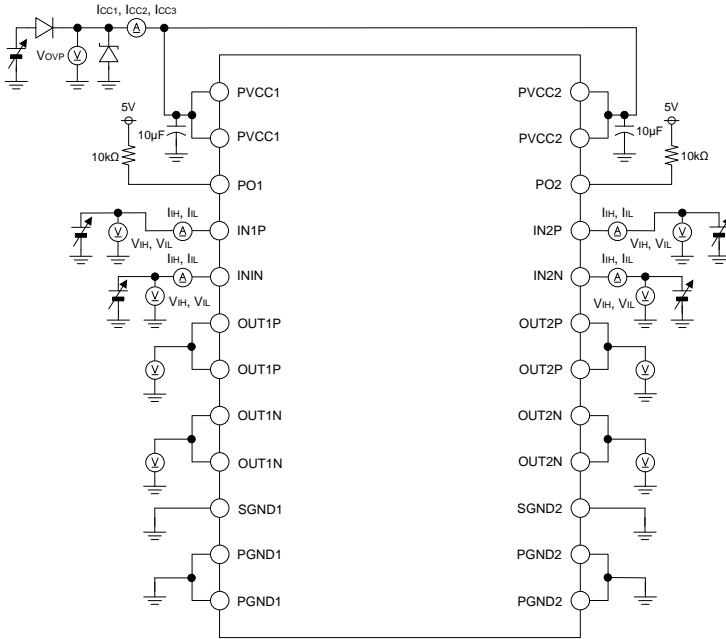 ICC1, ICC2, ICC3
A
VOVP
V
5V
10kΩ
10µF
PVCC1
PVCC1
PO1
IIH, IIL
A
V
VIH, VIL
IN1P
IIH, IIL
A
V
VIH, VIL
ININ
OUT1P
V
OUT1P
OUT1N
V
OUT1N
SGND1
PGND1
PGND1
PVCC2
PVCC2
10µF
5V
10kΩ
PO2
IN2P
IIH, IIL
A
VIH, VIL
V
IN2N
IIH, IIL
A
VIH, VIL
V
OUT2P
OUT2P
V
OUT2N
OUT2N
V
SGND2
PGND2
PGND2